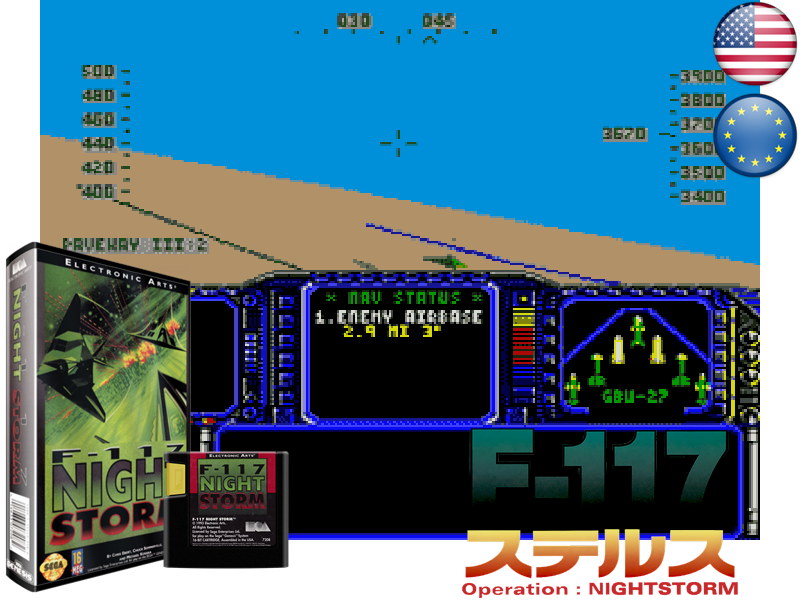 030 045
500
480
460
440
420
400
3900
3800
370
3670
360
3500
3400
PAVEWAY III 2
* NAV STATUS *
1.ENEMY AIRBASE
2.9 MI 3°
GBU-27
ELECTRONIC ARTS
NIGHT STORM
F-117
NIGHT
STORM
SEGA
16 MEG
ELECTRONIC ARTS
F-117
NIGHT
STORM
F-117 NIGHT STORM
F-117
ステルス
Operation : NIGHTSTORM